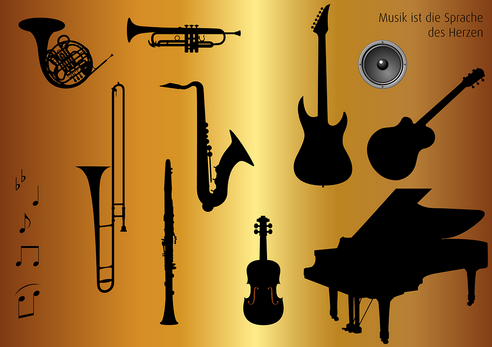 Musik ist die Sprache
des Herzen